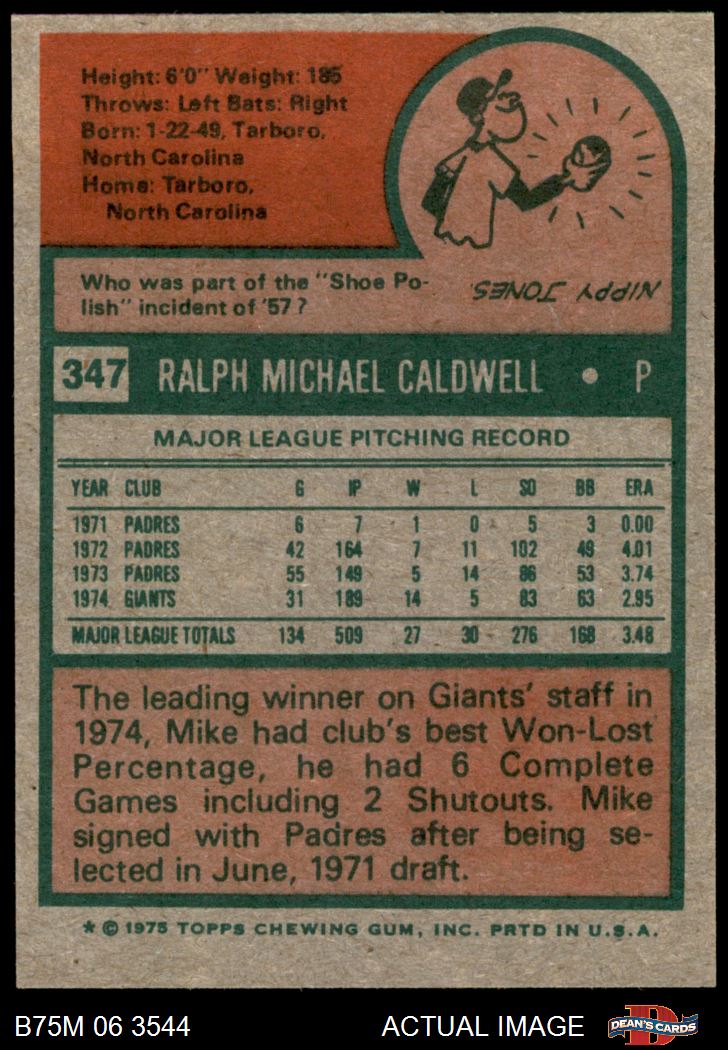 Height: 6'0" Weight: 185
Throws: Left Bats: Right
Born: 1-22-49, Tarboro,
North Carolina
Home: Tarboro,
North Carolina
Who was part of the "Shoe Po-
lish" incident of '57?
NIPPY JONES.
347 RALPH MICHAEL CALDWELL • P
MAJOR LEAGUE PITCHING RECORD
YEAR CLUB G IP W L SO BB ERA
1971 PADRES 6 7 1 0 5 3 0.00
1972 PADRES 42 164 7 11 102 49 4.01
1973 PADRES 55 149 5 14 86 53 3.74
1974 GIANTS 31 189 14 5 83 63 2.95
MAJOR LEAGUE TOTALS 134 509 27 30 276 168 3.48
The leading winner on Giants' staff in
1974, Mike had club's best Won-Lost
Percentage, he had 6 Complete
Games including 2 Shutouts. Mike
signed with Padres after being se-
lected in June, 1971 draft.
* © 1975 TOPPS CHEWING GUM, INC. PRTD IN U.S.A.
B75M 06 3544 ACTUAL IMAGE DEAN'S CARDS